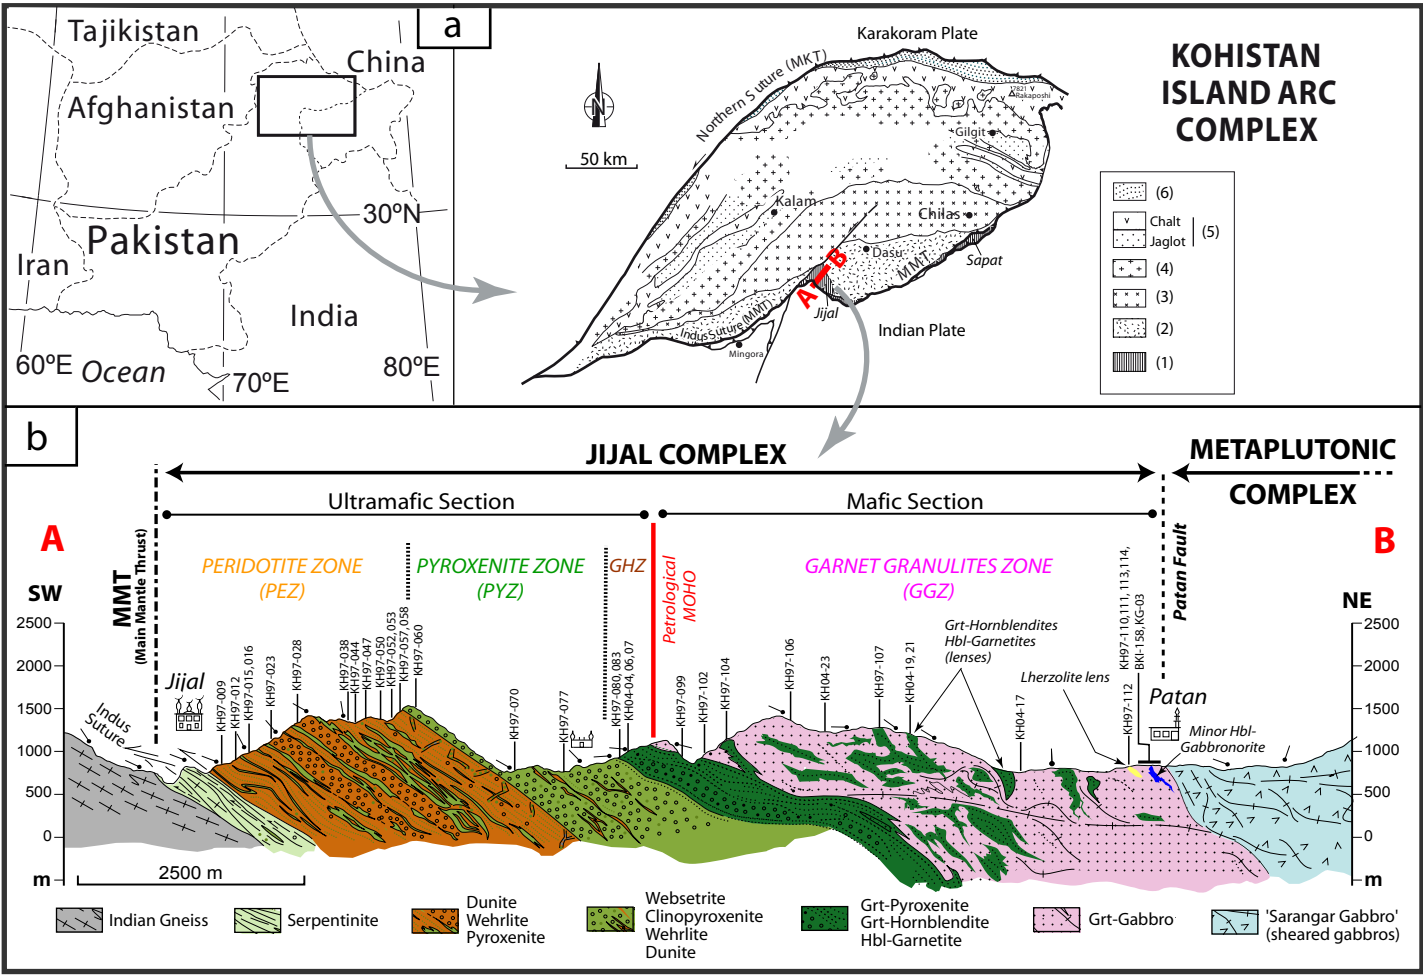 a
Tajikistan
China
Afghanistan
30ºN
Pakistan
Iran
India
60ºE
Ocean
70ºE
80ºE
Karakoram Plate
KOHISTAN
ISLAND ARC
COMPLEX
Northern Suture (MKT)
N
50 km
7821
Rakaposhi
Gilgit
Kalam
Chilas
Dasu
Sapat
MMT
A
B
Jijal
Indus Suture (MMT)
Mingora
Indian Plate
(6)
Chalt
Jaglot
(5)
(4)
(3)
(2)
(1)
b
JIJAL COMPLEX
METAPLUTONIC
COMPLEX
Ultramafic Section
Mafic Section
A
B
SW
NE
MMT
(Main Mantle Thrust)
PERIDOTITE ZONE
(PEZ)
PYROXENITE ZONE
(PYZ)
GHZ
Petrological
MOHO
GARNET GRANULITES ZONE
(GGZ)
Patan Fault
2500
2000
1500
1000
500
0
m
2500
2000
1500
1000
500
0
m
Indus
Suture
Jijal
KH97-009
KH97-012
KH97-015, 016
KH97-023
KH97-028
KH97-038
KH97-044
KH97-047
KH97-050
KH97-052, 053
KH97-057, 058
KH97-060
KH97-070
KH97-077
KH97-080, 083
KH04-04, 06, 07
KH97-099
KH97-102
KH97-104
KH97-106
KH04-23
KH97-107
KH04-19, 21
Grt-Hornblendites
Hbl-Garnetites
(lenses)
KH04-17
Lherzolite lens
KH97-12
KH97-110,111, 113,114,
BKI-158, KG-03
Patan
Minor Hbl-
Gabbronorite
2500 m
Indian Gneiss
Serpentinite
Dunite
Wehrlite
Pyroxenite
Websetrite
Clinopyroxenite
Wehrlite
Dunite
Grt-Pyroxenite
Grt-Hornblendite
Hbl-Garnetite
Grt-Gabbro
'Sarangar Gabbro'
(sheared gabbros)